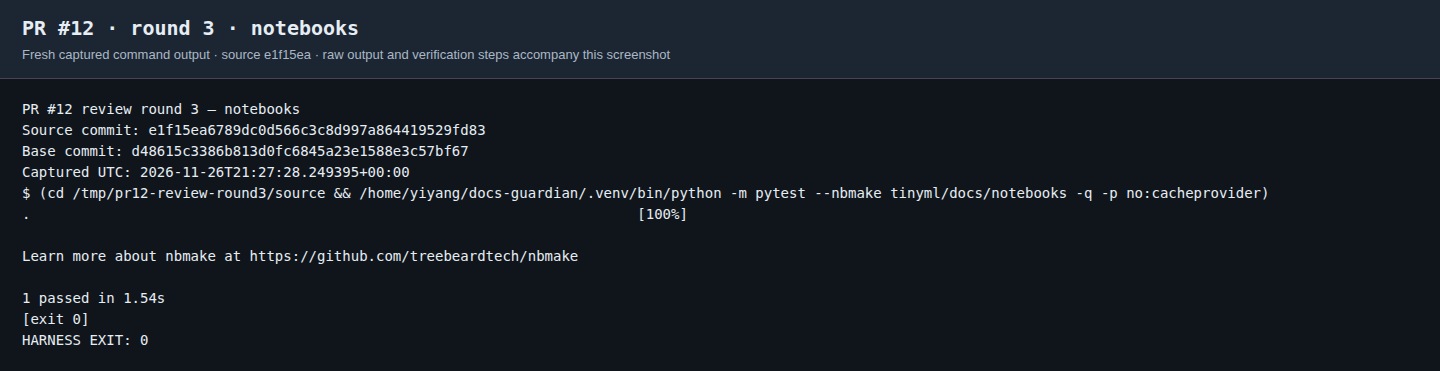 PR #12 · round 3 · notebooks
Fresh captured command output · source e1f15ea · raw output and verification steps accompany this screenshot
PR #12 review round 3 — notebooks
Source commit: e1f15ea6789dc0d566c3c8d997a864419529fd83
Base commit: d48615c3386b813d0fc6845a23e1588e3c57bf67
Captured UTC: 2026-11-26T21:27:28.249395+00:00
$ (cd /tmp/pr12-review-round3/source && /home/yiyang/docs-guardian/.venv/bin/python -m pytest --nbmake tinyml/docs/notebooks -q -p no:cacheprovider)
. [100%]
Learn more about nbmake at https://github.com/treebeardtech/nbmake
1 passed in 1.54s
[exit 0]
HARNESS EXIT: 0